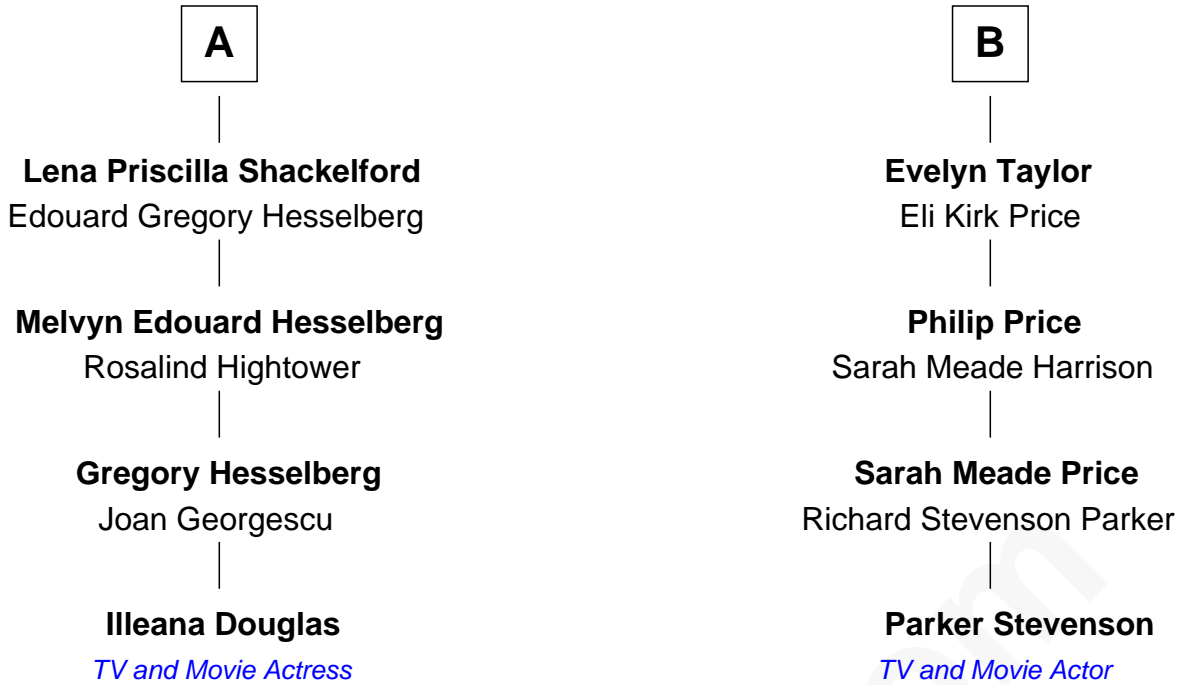 A
Lena Priscilla Shackelford
Edouard Gregory Hesselberg
Melvyn Edouard Hesselberg
Rosalind Hightower
Gregory Hesselberg
Joan Georgescu
Illeana Douglas
TV and Movie Actress
B
Evelyn Taylor
Eli Kirk Price
Philip Price
Sarah Meade Harrison
Sarah Meade Price
Richard Stevenson Parker
Parker Stevenson
TV and Movie Actor